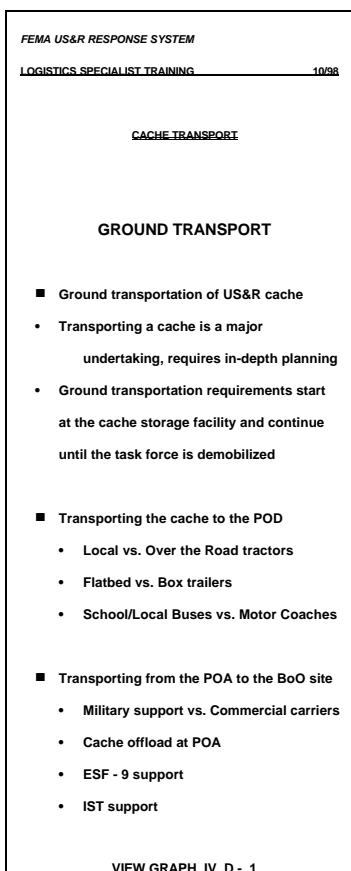 FEMA US&R RESPONSE SYSTEM
LOGISTICS SPECIALIST TRAINING 10/98
CACHE TRANSPORT
GROUND TRANSPORT
■ Ground transportation of US&R cache
• Transporting a cache is a major
undertaking, requires in-depth planning
• Ground transportation requirements start
at the cache storage facility and continue
until the task force is demobilized
■ Transporting the cache to the POD
• Local vs. Over the Road tractors
• Flatbed vs. Box trailers
• School/Local Buses vs. Motor Coaches
■ Transporting from the POA to the BoO site
• Military support vs. Commercial carriers
• Cache offload at POA
• ESF - 9 support
• IST support
VIEW GRAPH IV D - 1